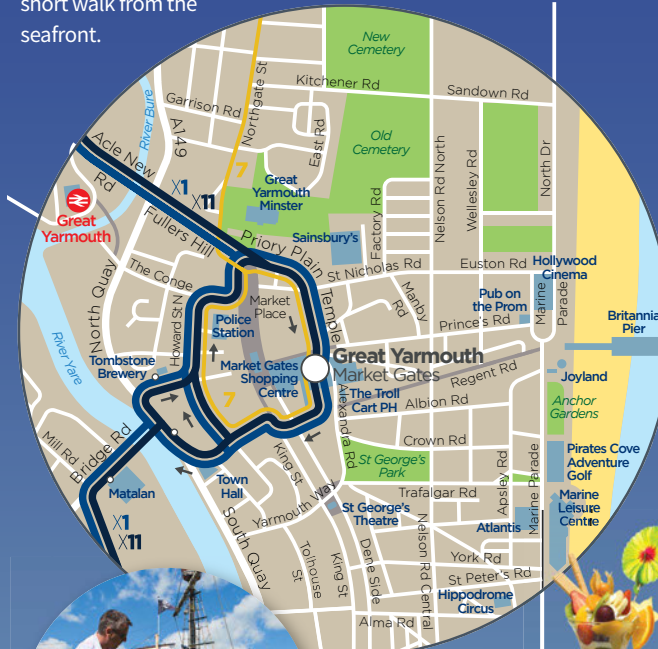 short walk from the
seafront.
New
Cemetery
Kitchener Rd
Sandown Rd
Garrison Rd
Northgate St
East Rd
River Bure
A149
Old
Cemetery
Factory Rd
Nelson Rd North
Wellesley Rd
North Dr
Acle New
Rd
X1
X11
7
Great
Yarmouth
Minster
Great
Yarmouth
Fullers Hill
Priory Plain
Sainsbury's
St Nicholas Rd
Euston Rd
Hollywood
Cinema
The Conge
North Quay
Howard St N
Market
Place
Temple
Manby
Rd
Pub on
the Prom
Marine
Parade
Prince's Rd
Police
Station
Britannia
Pier
River Yare
Tombstone
Brewery
Market Gates
Shopping
Centre
Great Yarmouth
Market Gates
Regent Rd
Joyland
7
The Troll
Cart PH
Albion Rd
Anchor
Gardens
Alexandra Rd
Mill Rd
Bridge Rd
Crown Rd
King St
St George's
Park
Apsley Rd
Marine Parade
Pirates Cove
Adventure
Golf
Matalan
Town
Hall
Trafalgar Rd
Yarmouth Way
St George's
Theatre
Marine
Leisure
Centre
X1
X11
South Quay
Atlantis
Nelson Rd Central
York Rd
Tolhouse
St
King St
Dene Side
St Peter's Rd
Hippodrome
Circus
Alma Rd